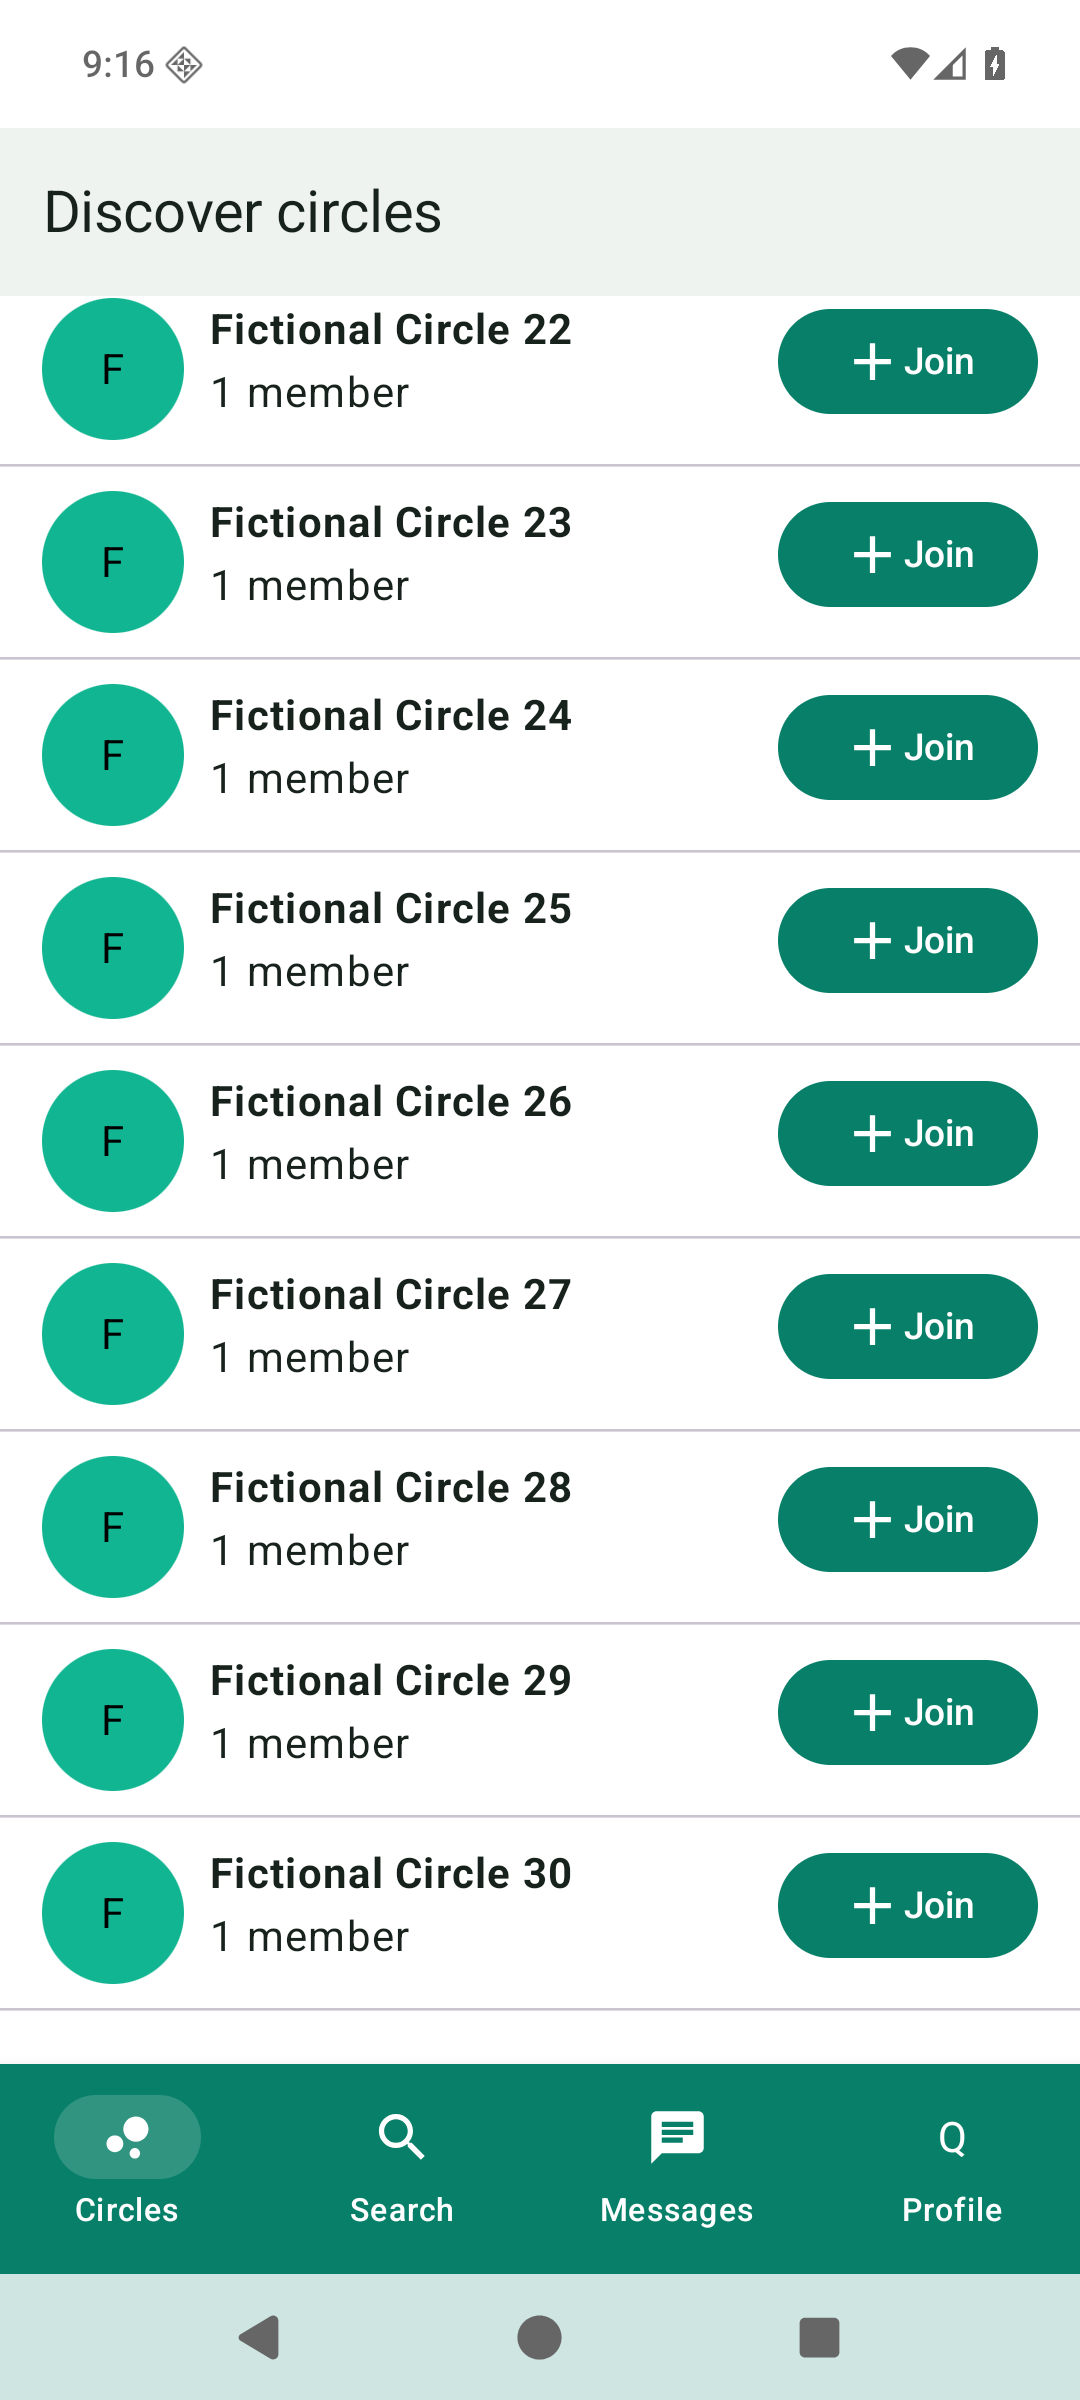 9:16
Discover circles
F
Fictional Circle 22
1 member
Join
F
Fictional Circle 23
1 member
Join
F
Fictional Circle 24
1 member
Join
F
Fictional Circle 25
1 member
Join
F
Fictional Circle 26
1 member
Join
F
Fictional Circle 27
1 member
Join
F
Fictional Circle 28
1 member
Join
F
Fictional Circle 29
1 member
Join
F
Fictional Circle 30
1 member
Join
Q
Circles
Search
Messages
Profile